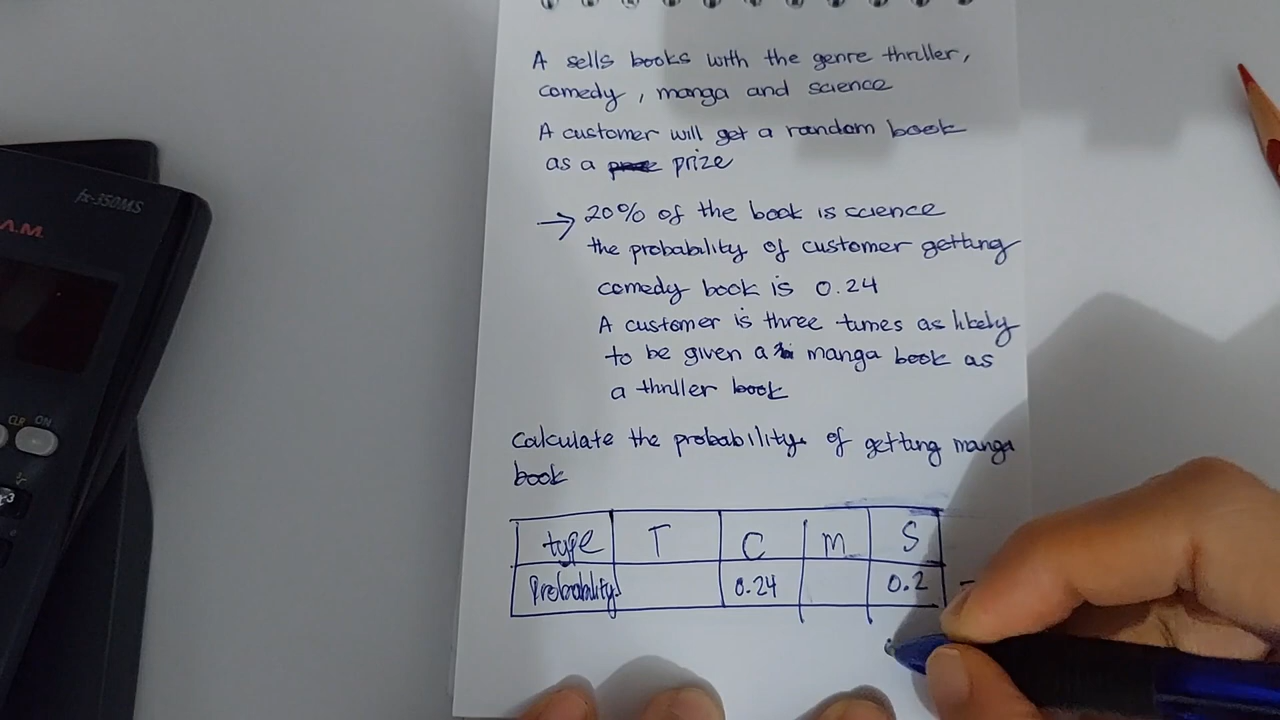 A sells books with the genre thriller,
comedy, manga and science
A customer will get a random book
as a prize
→ 20% of the book is science
the probability of customer getting
comedy book is 0.24
A customer is three times as likely
to be given a manga book as
a thriller book
Calculate the probability of getting manga
book
type T C M S
Probability 0.24 0.2
fx-350MS
A.M.
CLR ON
x³